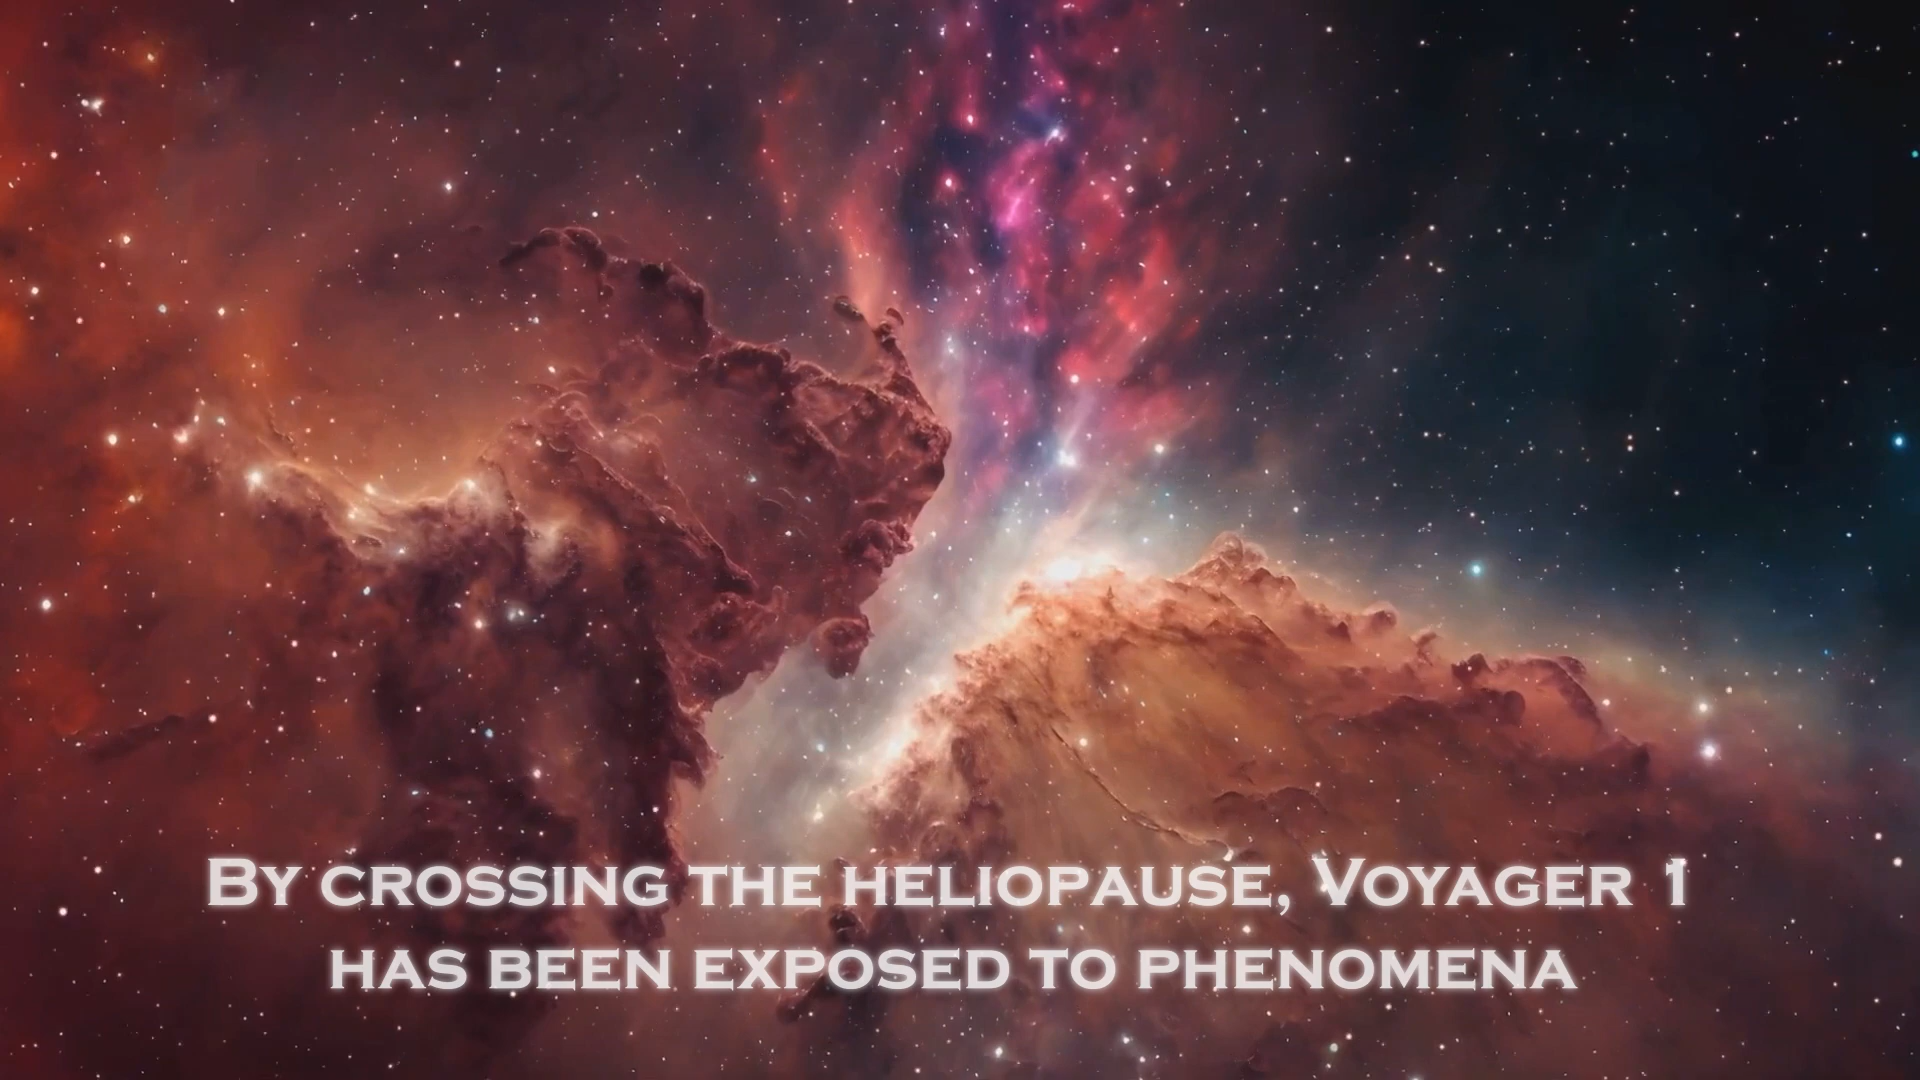 By crossing the heliopause, Voyager 1
has been exposed to phenomena